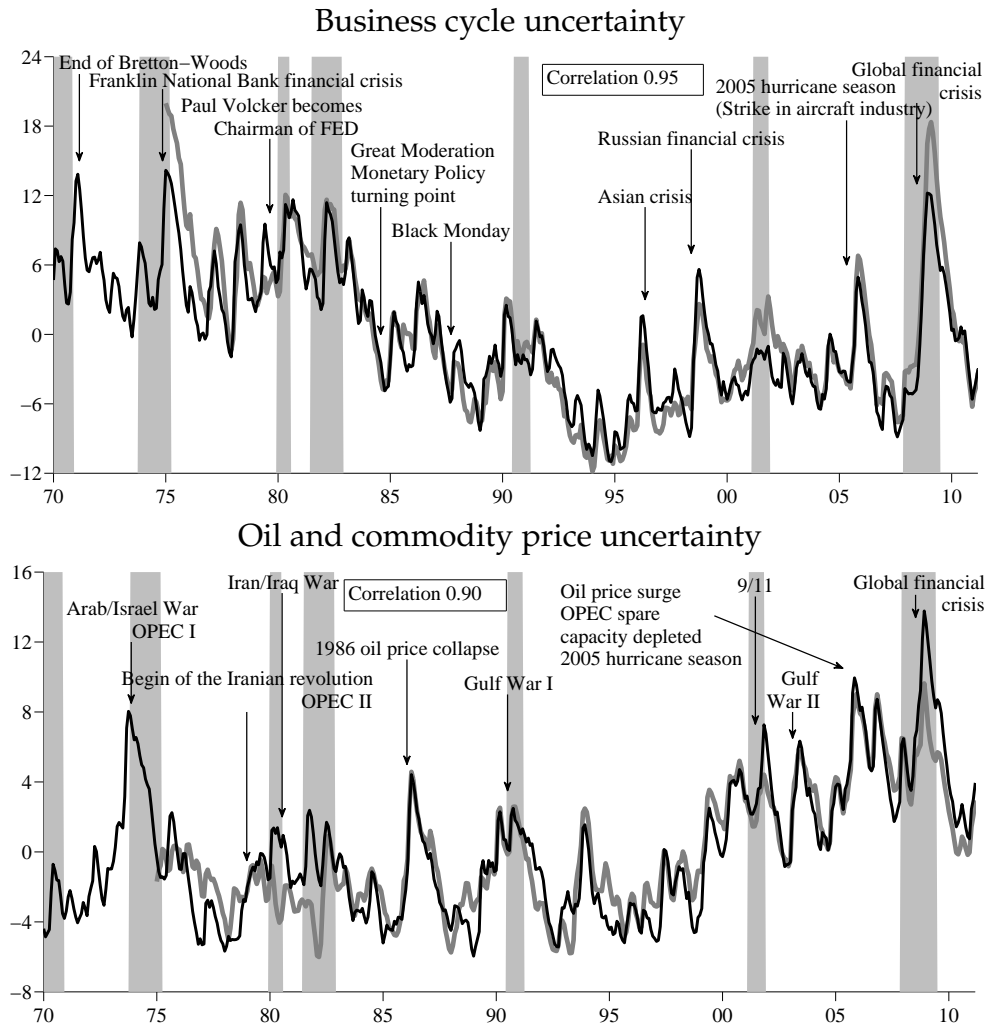 Business cycle uncertainty
24
18
12
6
0
−6
−12
End of Bretton−Woods
Franklin National Bank financial crisis
Paul Volcker becomes
Chairman of FED
Great Moderation
Monetary Policy
turning point
Black Monday
Correlation 0.95
Asian crisis
Russian financial crisis
2005 hurricane season
(Strike in aircraft industry)
Global financial
crisis
70 75 80 85 90 95 00 05 10
Oil and commodity price uncertainty
16
12
8
4
0
−4
−8
Arab/Israel War
OPEC I
Begin of the Iranian revolution
OPEC II
Iran/Iraq War
Correlation 0.90
1986 oil price collapse
Gulf War I
Oil price surge
OPEC spare
capacity depleted
2005 hurricane season
9/11
Gulf
War II
Global financial
crisis
70 75 80 85 90 95 00 05 10